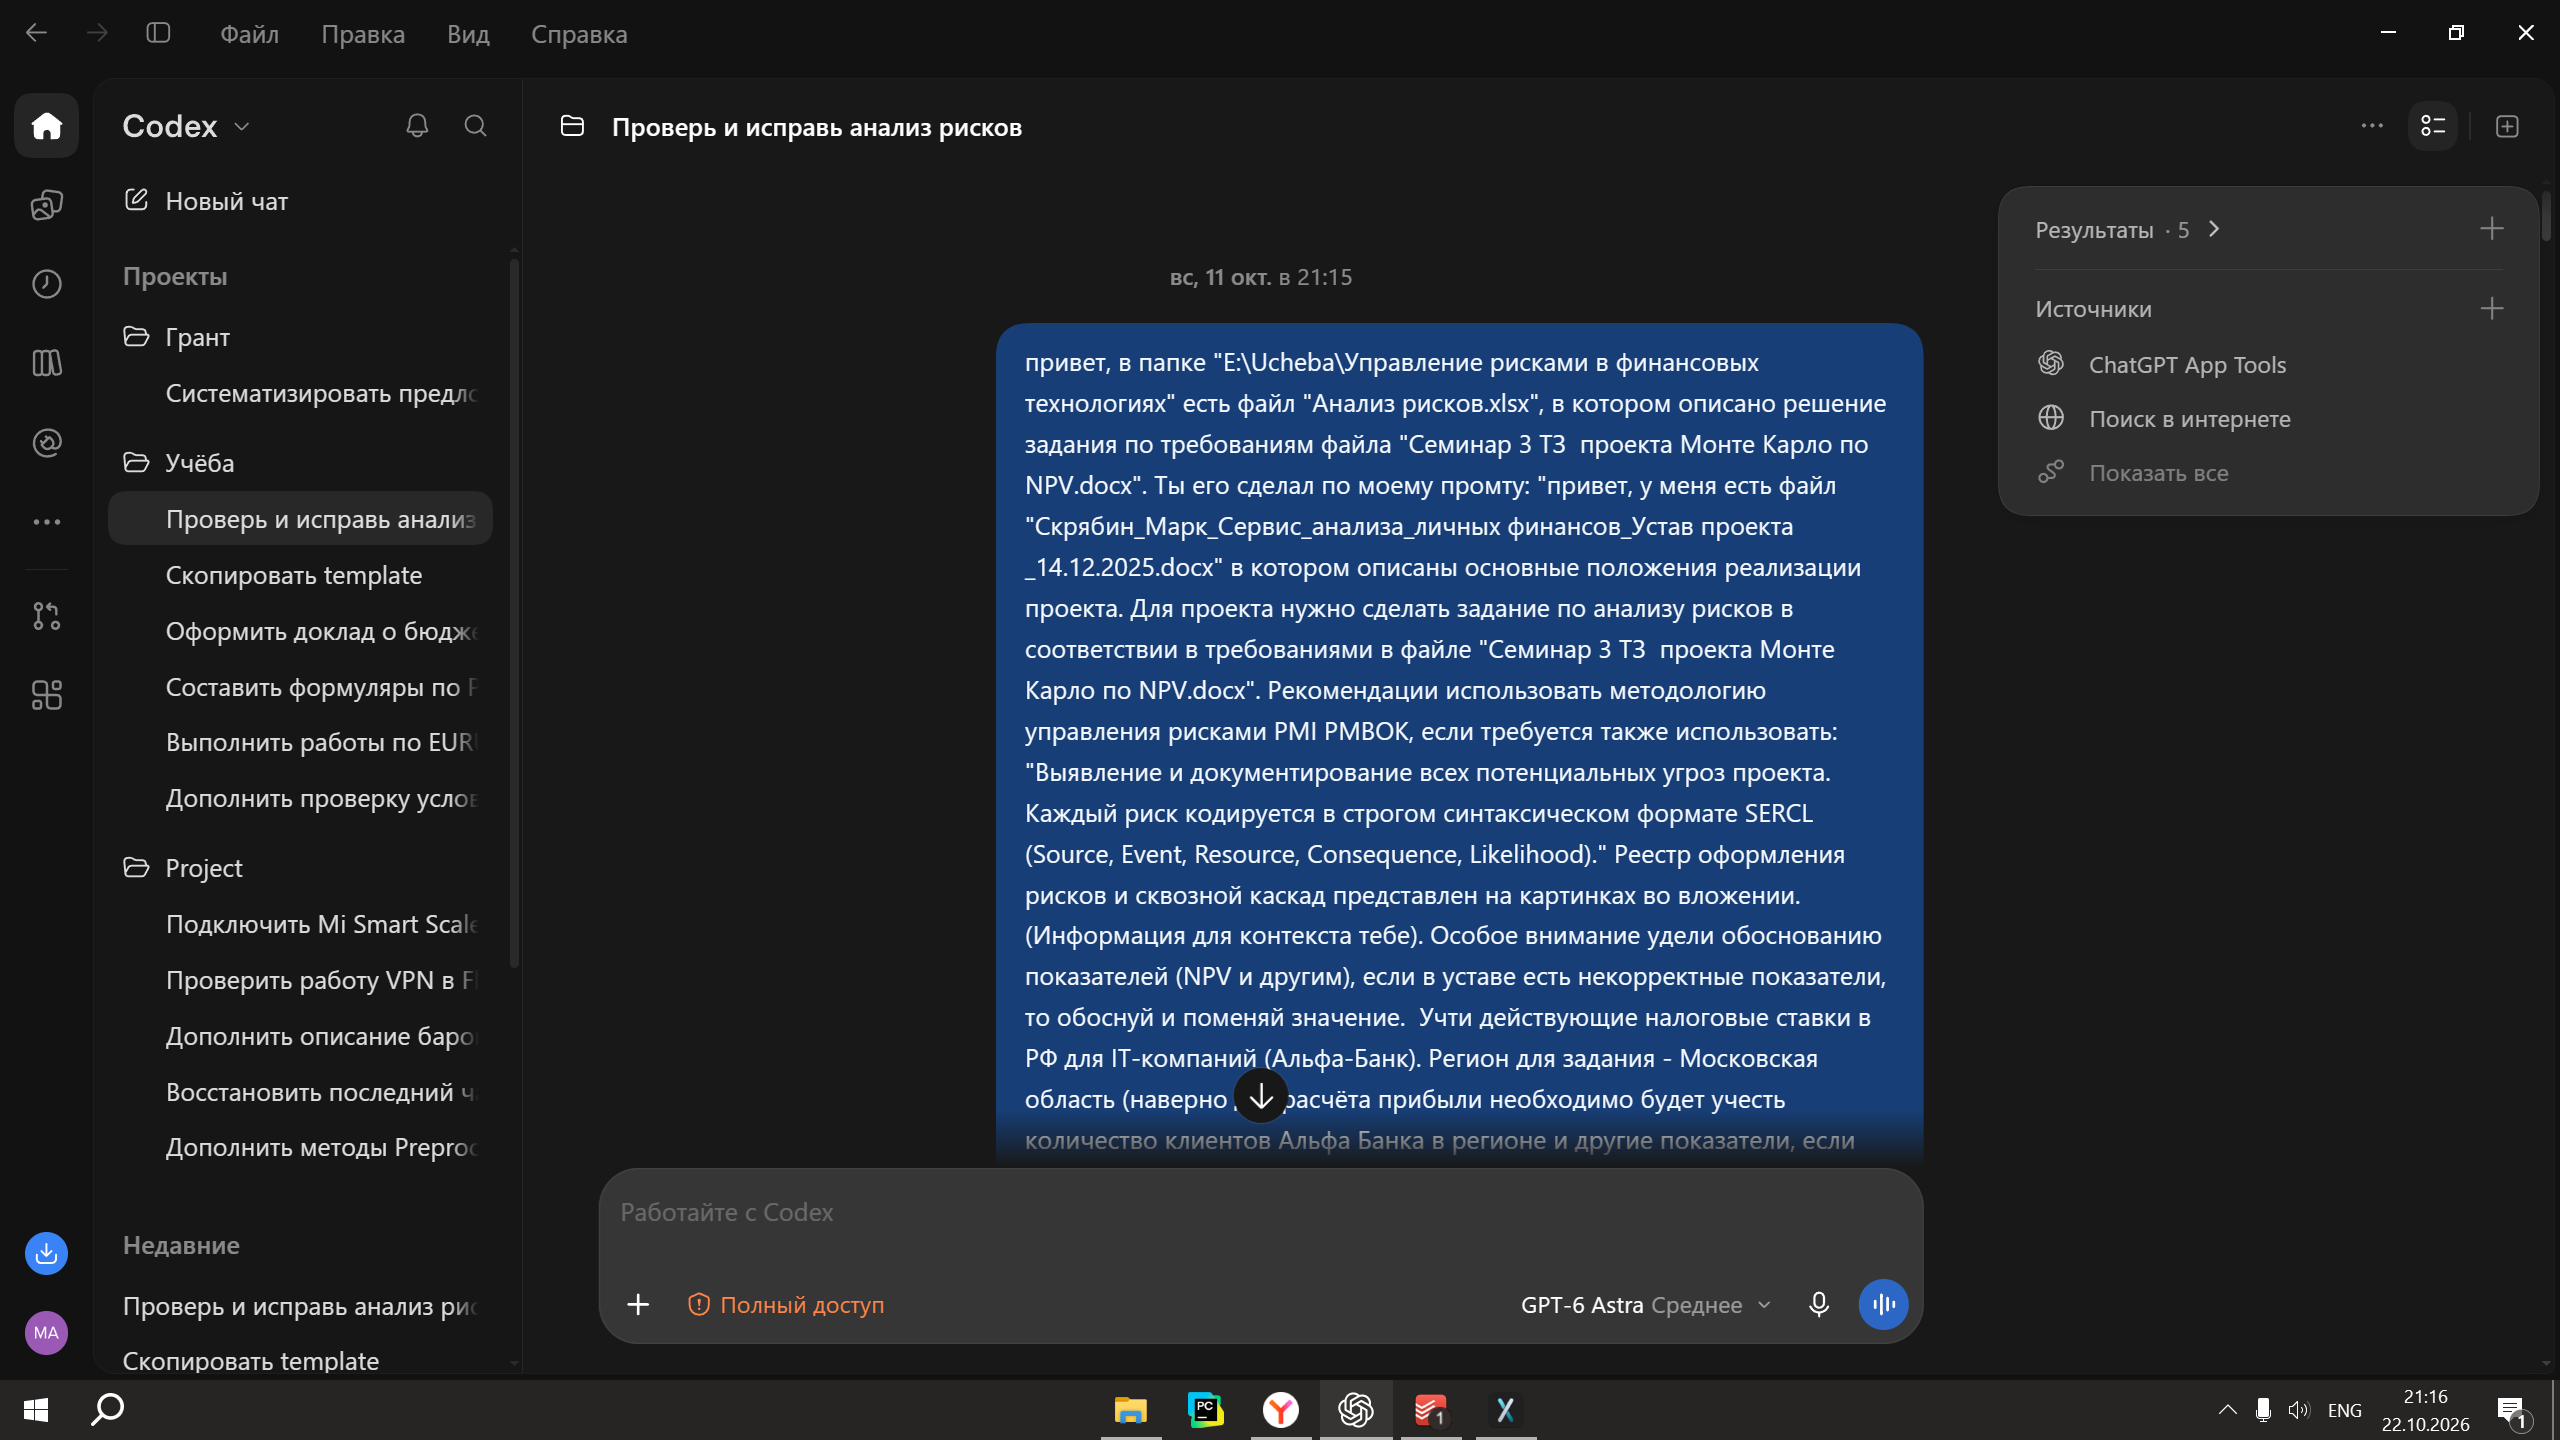 Файл Правка Вид Справка
Codex
Новый чат
Проекты
Грант
Систематизировать предло
Учёба
Проверь и исправь анализ
Скопировать template
Оформить доклад о бюдже
Составить формуляры по
Выполнить работы по EUR
Дополнить проверку услов
Project
Подключить Mi Smart Scale
Проверить работу VPN в
Дополнить описание баро
Восстановить последний ч
Дополнить методы Preproc
Недавние
Проверь и исправь анализ рис
Скопировать template
MA
Проверь и исправь анализ рисков
вс, 11 окт. в 21:15
привет, в папке "E:\Ucheba\Управление рисками в финансовых
технологиях" есть файл "Анализ рисков.xlsx", в котором описано решение
задания по требованиям файла "Семинар 3 ТЗ  проекта Монте Карло по
NPV.docx". Ты его сделал по моему промту: "привет, у меня есть файл
"Скрябин_Марк_Сервис_анализа_личных финансов_Устав проекта
_14.12.2025.docx" в котором описаны основные положения реализации
проекта. Для проекта нужно сделать задание по анализу рисков в
соответствии в требованиями в файле "Семинар 3 ТЗ  проекта Монте
Карло по NPV.docx". Рекомендации использовать методологию
управления рисками PMI PMBOK, если требуется также использовать:
"Выявление и документирование всех потенциальных угроз проекта.
Каждый риск кодируется в строгом синтаксическом формате SERCL
(Source, Event, Resource, Consequence, Likelihood)." Реестр оформления
рисков и сквозной каскад представлен на картинках во вложении.
(Информация для контекста тебе). Особое внимание удели обоснованию
показателей (NPV и другим), если в уставе есть некорректные показатели,
то обоснуй и поменяй значение.  Учти действующие налоговые ставки в
РФ для IT-компаний (Альфа-Банк). Регион для задания - Московская
область (наверно расчёта прибыли необходимо будет учесть
количество клиентов Альфа Банка в регионе и другие показатели, если
Работайте с Codex
Полный доступ
GPT-6 Astra Среднее
Результаты · 5
Источники
ChatGPT App Tools
Поиск в интернете
Показать все
PC
1
ENG
21:16
22.10.2026
1